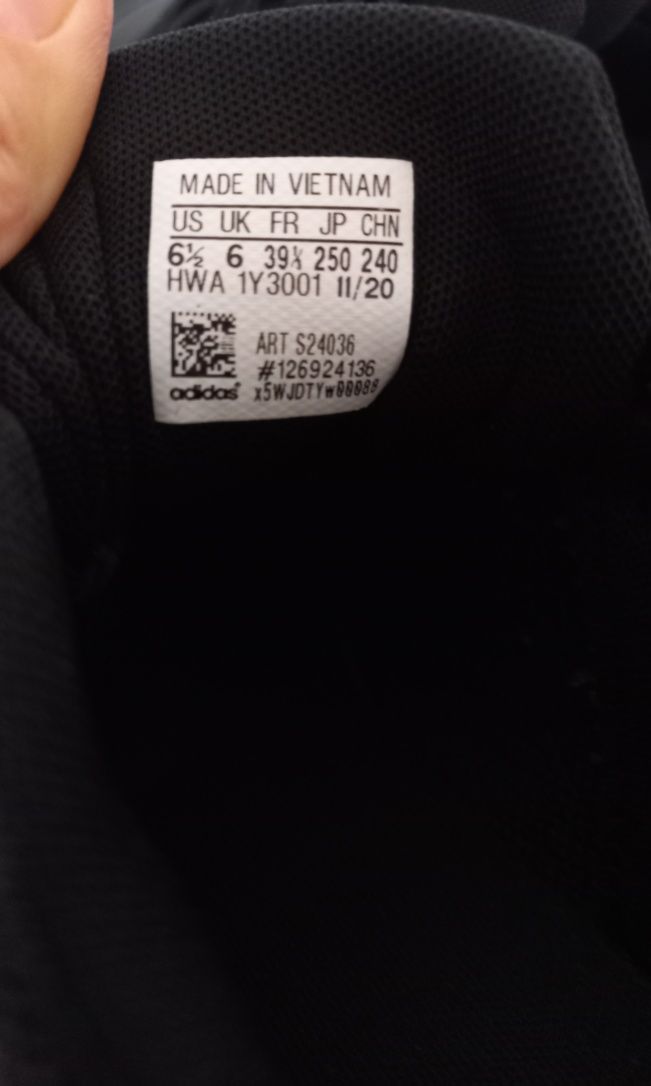 MADE IN VIETNAM
US UK FR JP CHN
6½ 6 39⅓ 250 240
HWA 1Y3001 11/20
ART S24036
#126924136
adidas x5WJDTYw00088